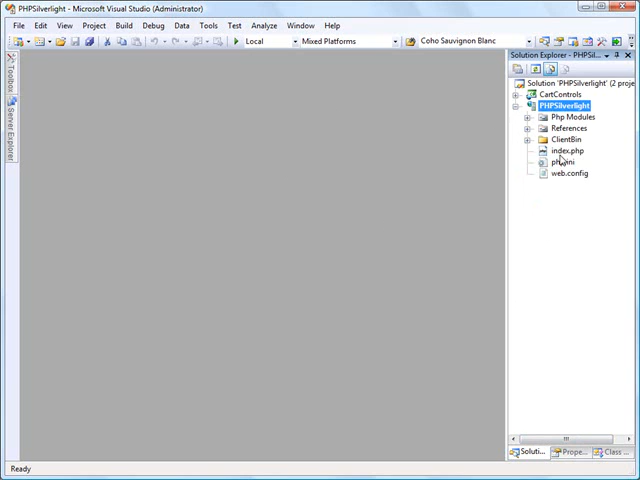 PHPSilverlight - Microsoft Visual Studio (Administrator)
File Edit View Project Build Debug Data Tools Test Analyze Window Help
Local Mixed Platforms Coho Sauvignon Blanc
Toolbox
Server Explorer
Solution Explorer - PHPSil...
Solution 'PHPSilverlight' (2 proje
CartControls
PHPSilverlight
Php Modules
References
ClientBin
index.php
php.ini
web.config
Soluti... Prope... Class ...
Ready